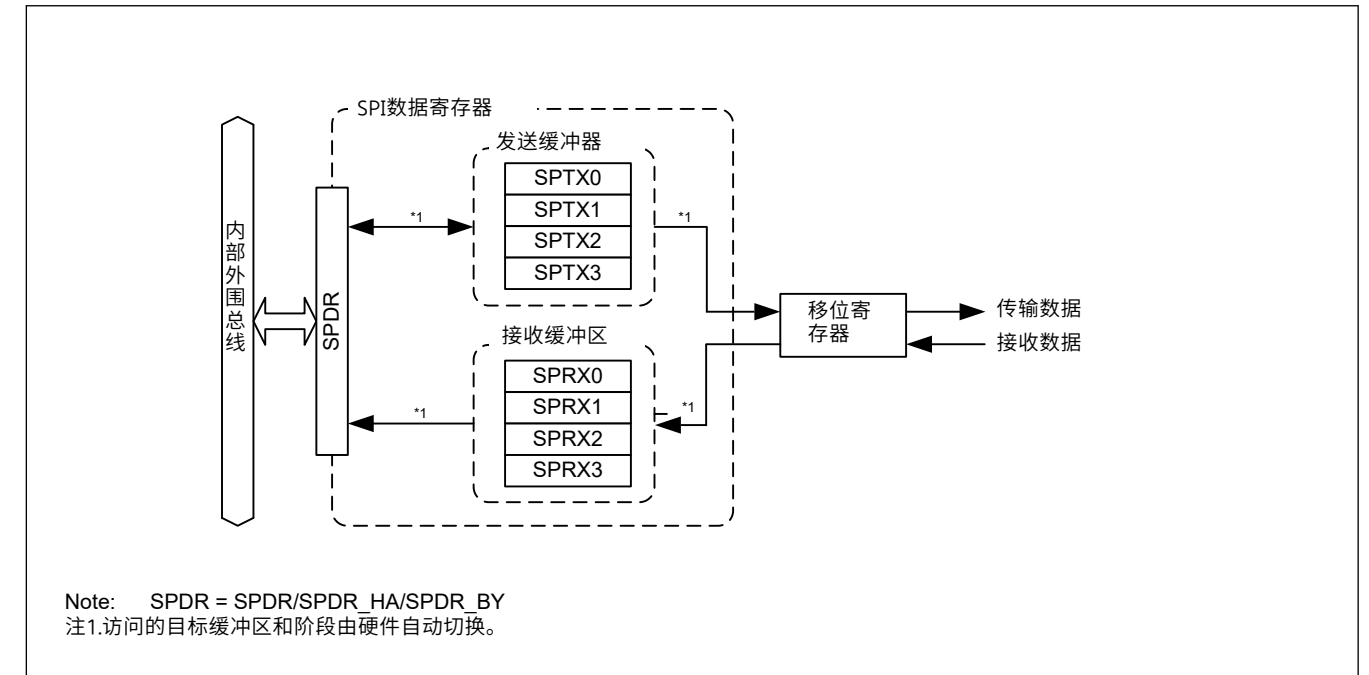 SPI数据寄存器
发送缓冲器
SPTX0
SPTX1
SPTX2
SPTX3
*1
*1
内部外围总线
SPDR
移位寄存器
传输数据
接收数据
接收缓冲区
SPRX0
SPRX1
SPRX2
SPRX3
*1
*1
Note: SPDR = SPDR/SPDR_HA/SPDR_BY
注1.访问的目标缓冲区和阶段由硬件自动切换。